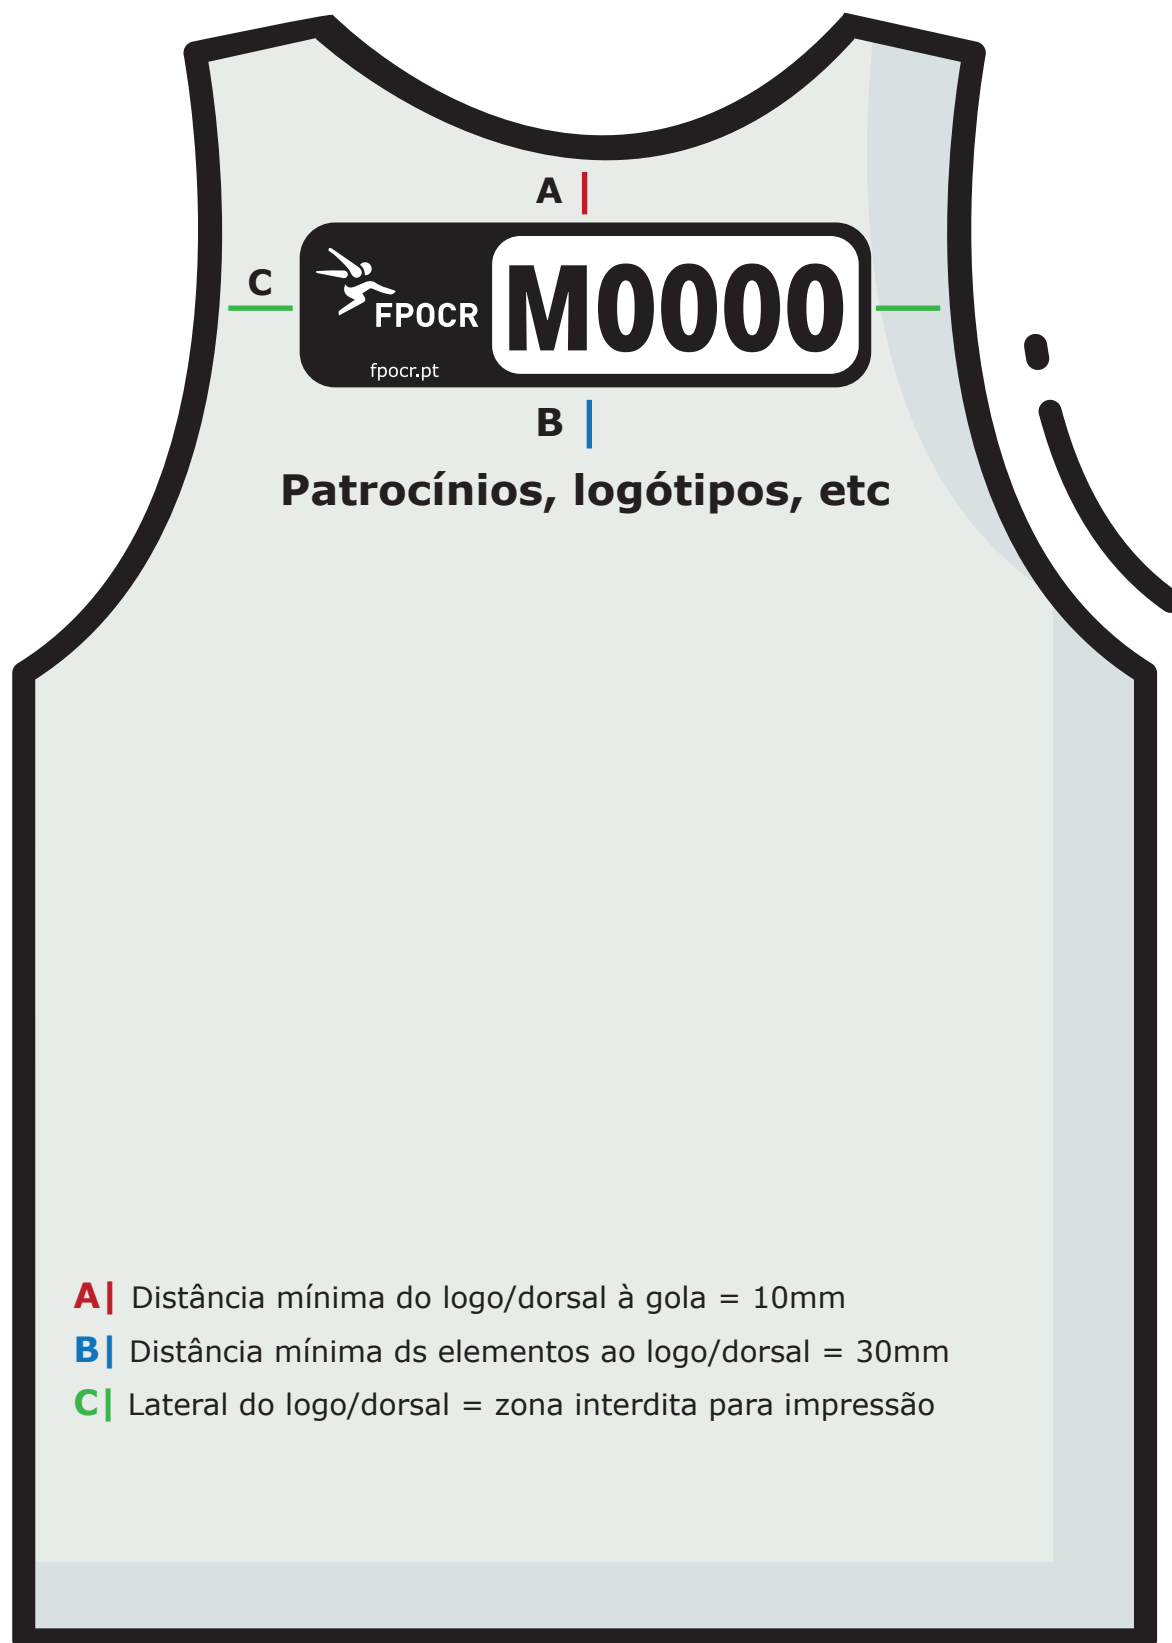 A
C
FPOCR
M0000
fpocr.pt
B
Patrocínios, logótipos, etc
A| Distância mínima do logo/dorsal à gola = 10mm
B| Distância mínima ds elementos ao logo/dorsal = 30mm
C| Lateral do logo/dorsal = zona interdita para impressão